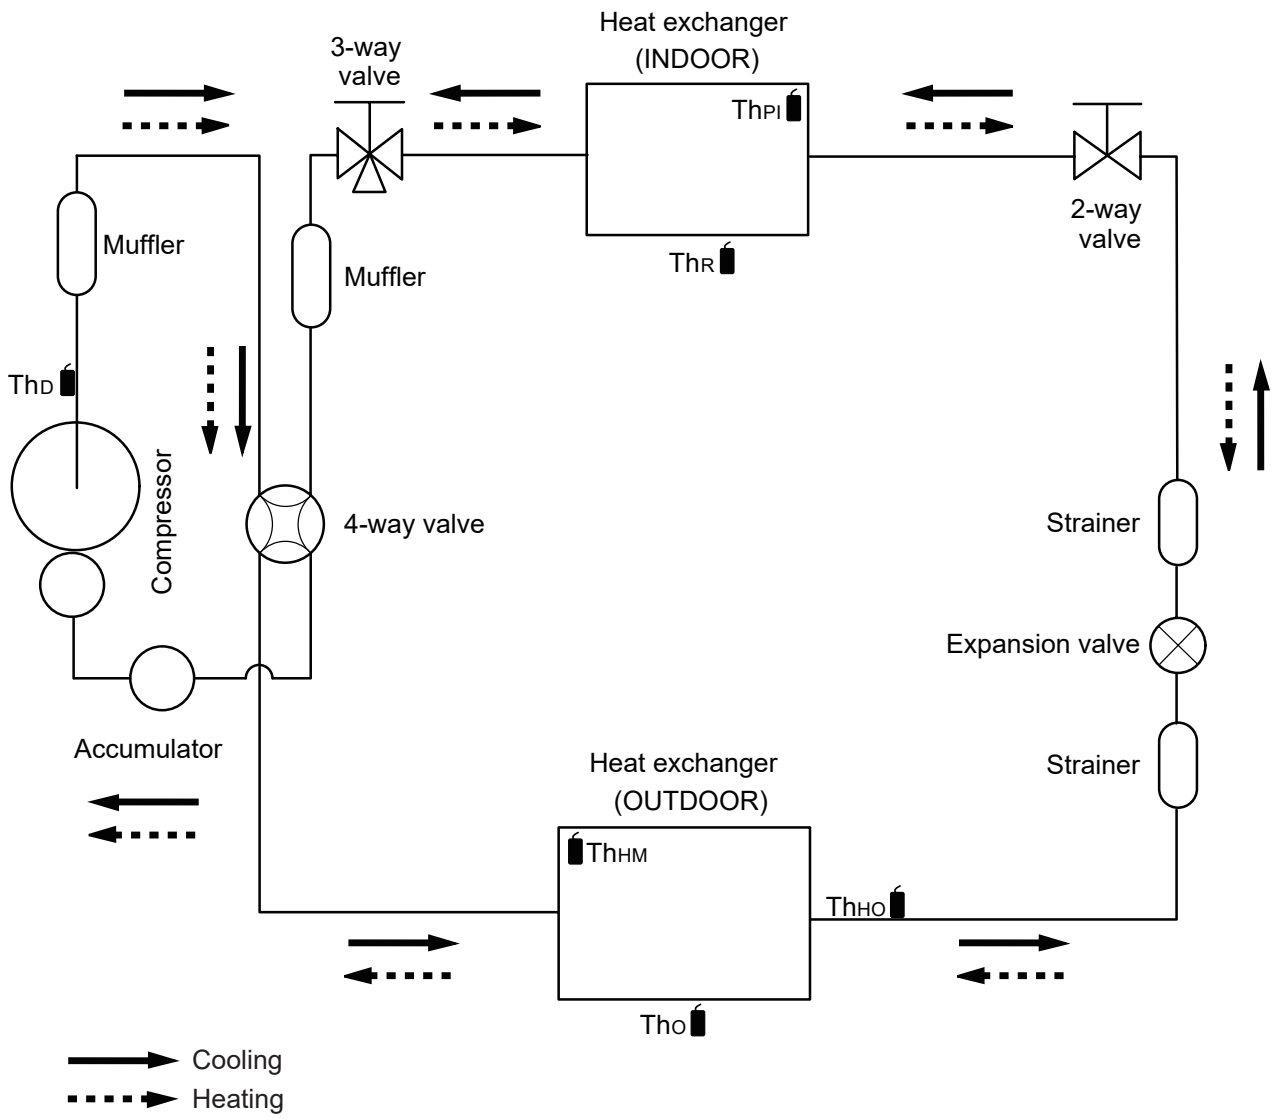 Heat exchanger
(INDOOR)
3-way
valve
ThPI
2-way
valve
Muffler
ThR
Muffler
ThD
Compressor
4-way valve
Strainer
Expansion valve
Accumulator
Heat exchanger
(OUTDOOR)
Strainer
ThHM
ThHO
ThO
Cooling
Heating